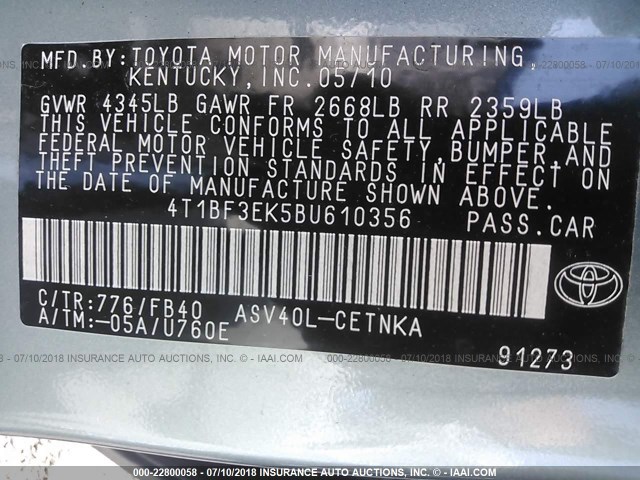 MFD. BY: TOYOTA MOTOR MANUFACTURING,
KENTUCKY, INC. 05/10
GVWR 4345LB GAWR FR 2668LB RR 2359LB
THIS VEHICLE CONFORMS TO ALL APPLICABLE
FEDERAL MOTOR VEHICLE SAFETY, BUMPER, AND
THEFT PREVENTION STANDARDS IN EFFECT ON
THE DATE OF MANUFACTURE SHOWN ABOVE.
4T1BF3EK5BU610356 PASS. CAR
C/TR: 776/FB40 ASV40L-CETNKA
A/TM: -05A/U760E
91273
000-22800058 - 07/10/2018 INSURANCE AUTO AUCTIONS - © - IAAI.COM